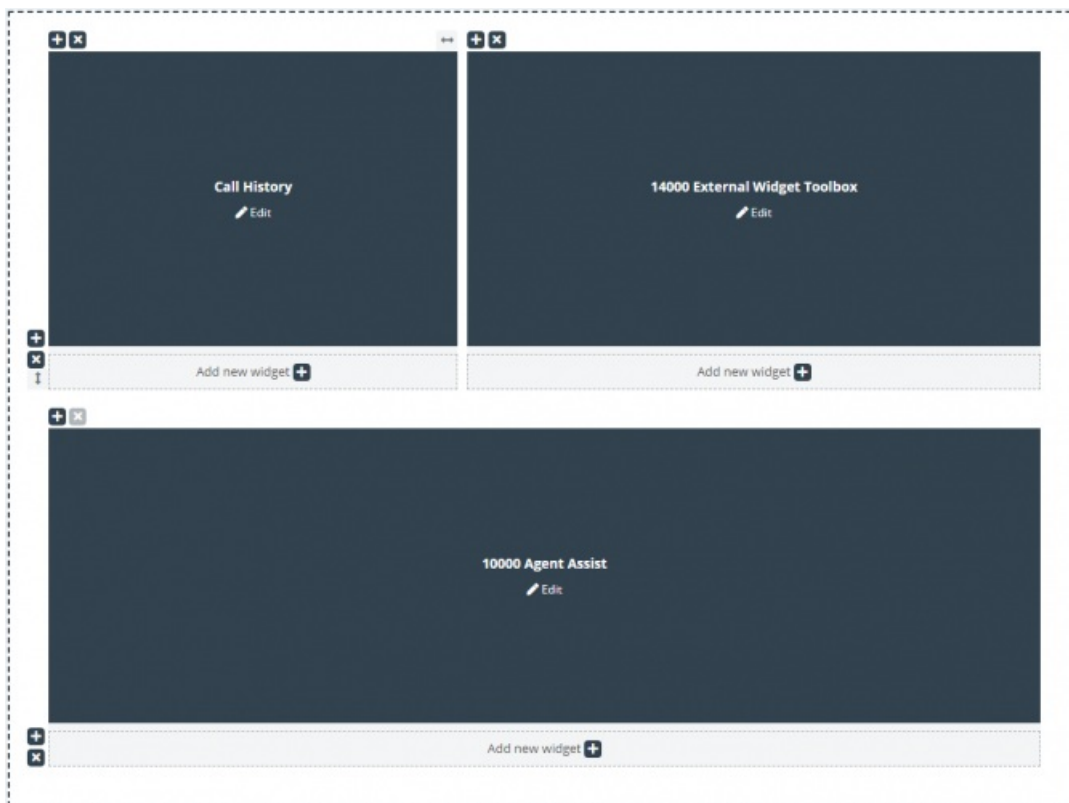 Call History
Edit
14000 External Widget Toolbox
Edit
Add new widget
Add new widget
10000 Agent Assist
Edit
Add new widget